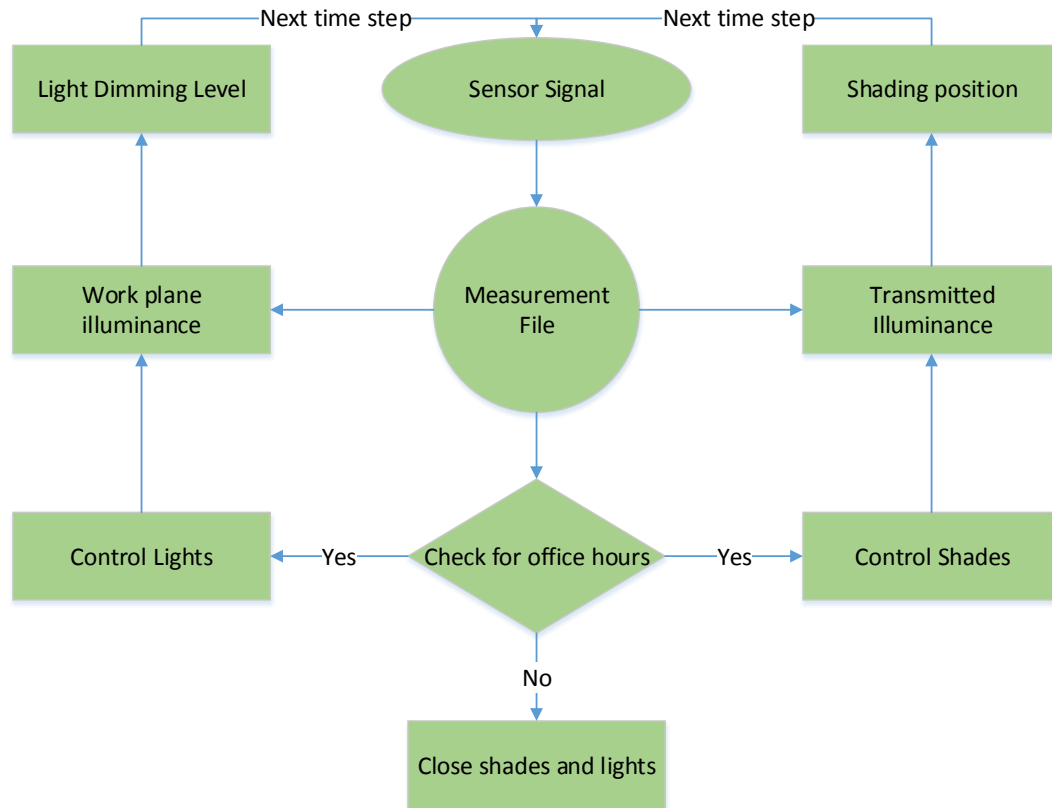 Next time step
Next time step
Light Dimming Level
Sensor Signal
Shading position
Work plane
illuminance
Measurement
File
Transmitted
Illuminance
Control Lights
Yes
Check for office hours
Yes
Control Shades
No
Close shades and lights